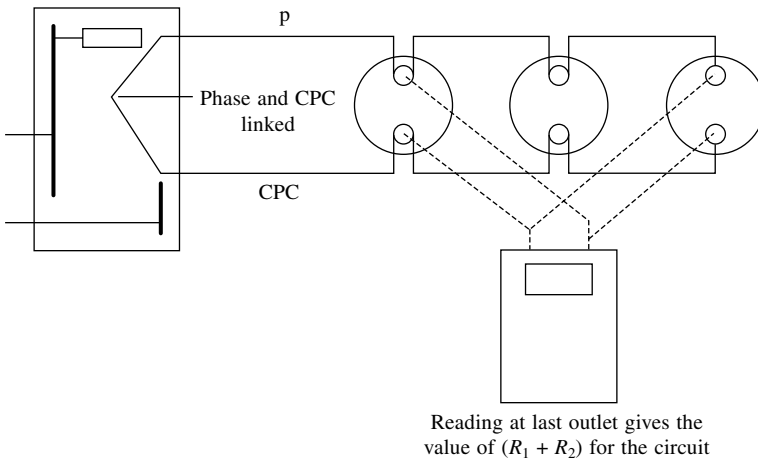 p
Phase and CPC
linked
CPC
Reading at last outlet gives the
value of (R₁ + R₂) for the circuit